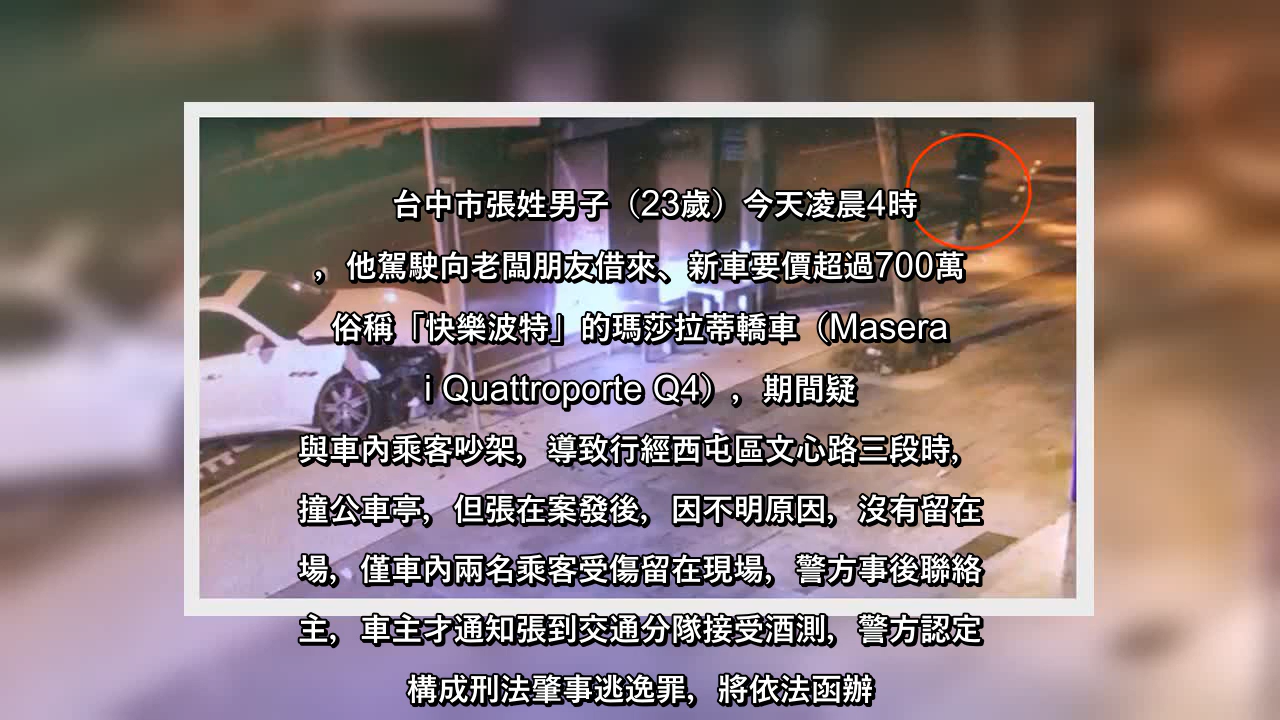 台中市張姓男子（23歲）今天凌晨4時
，他駕駛向老闆朋友借來、新車要價超過700萬
俗稱「快樂波特」的瑪莎拉蒂轎車（Masera
i Quattroporte Q4），期間疑
與車內乘客吵架，導致行經西屯區文心路三段時，
撞公車亭，但張在案發後，因不明原因，沒有留在
場，僅車內兩名乘客受傷留在現場，警方事後聯絡
主，車主才通知張到交通分隊接受酒測，警方認定
構成刑法肇事逃逸罪，將依法函辦